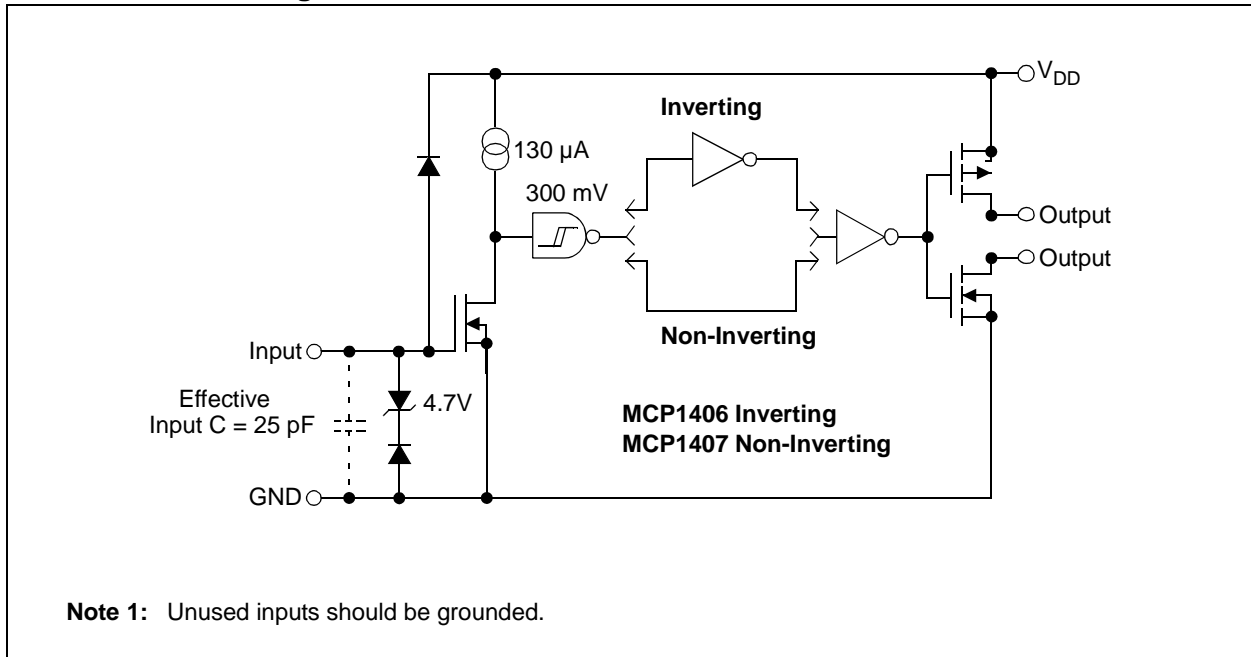 V_DD
Inverting
130 µA
300 mV
Output
Output
Non-Inverting
Input
Effective
Input C = 25 pF
4.7V
MCP1406 Inverting
MCP1407 Non-Inverting
GND
Note 1: Unused inputs should be grounded.